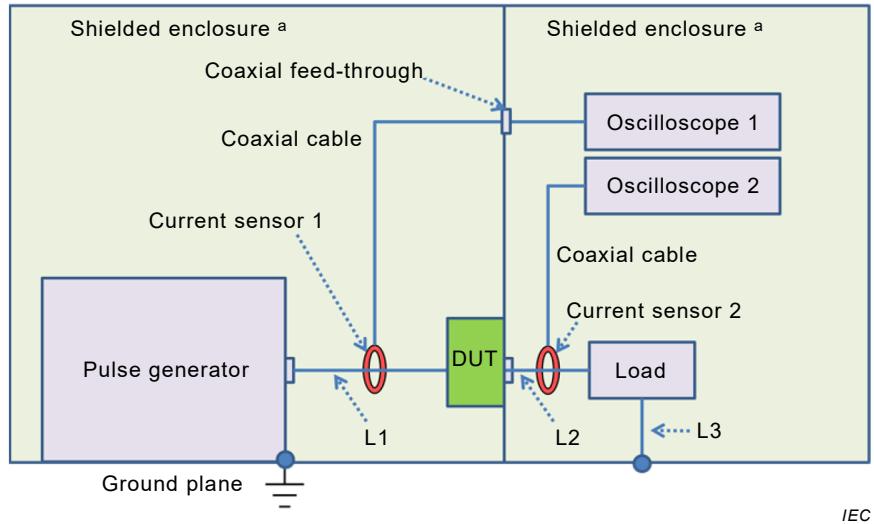 Shielded enclosure a
Shielded enclosure a
Coaxial feed-through
Oscilloscope 1
Coaxial cable
Oscilloscope 2
Current sensor 1
Coaxial cable
Current sensor 2
Pulse generator
DUT
Load
L1
L2
L3
Ground plane
IEC